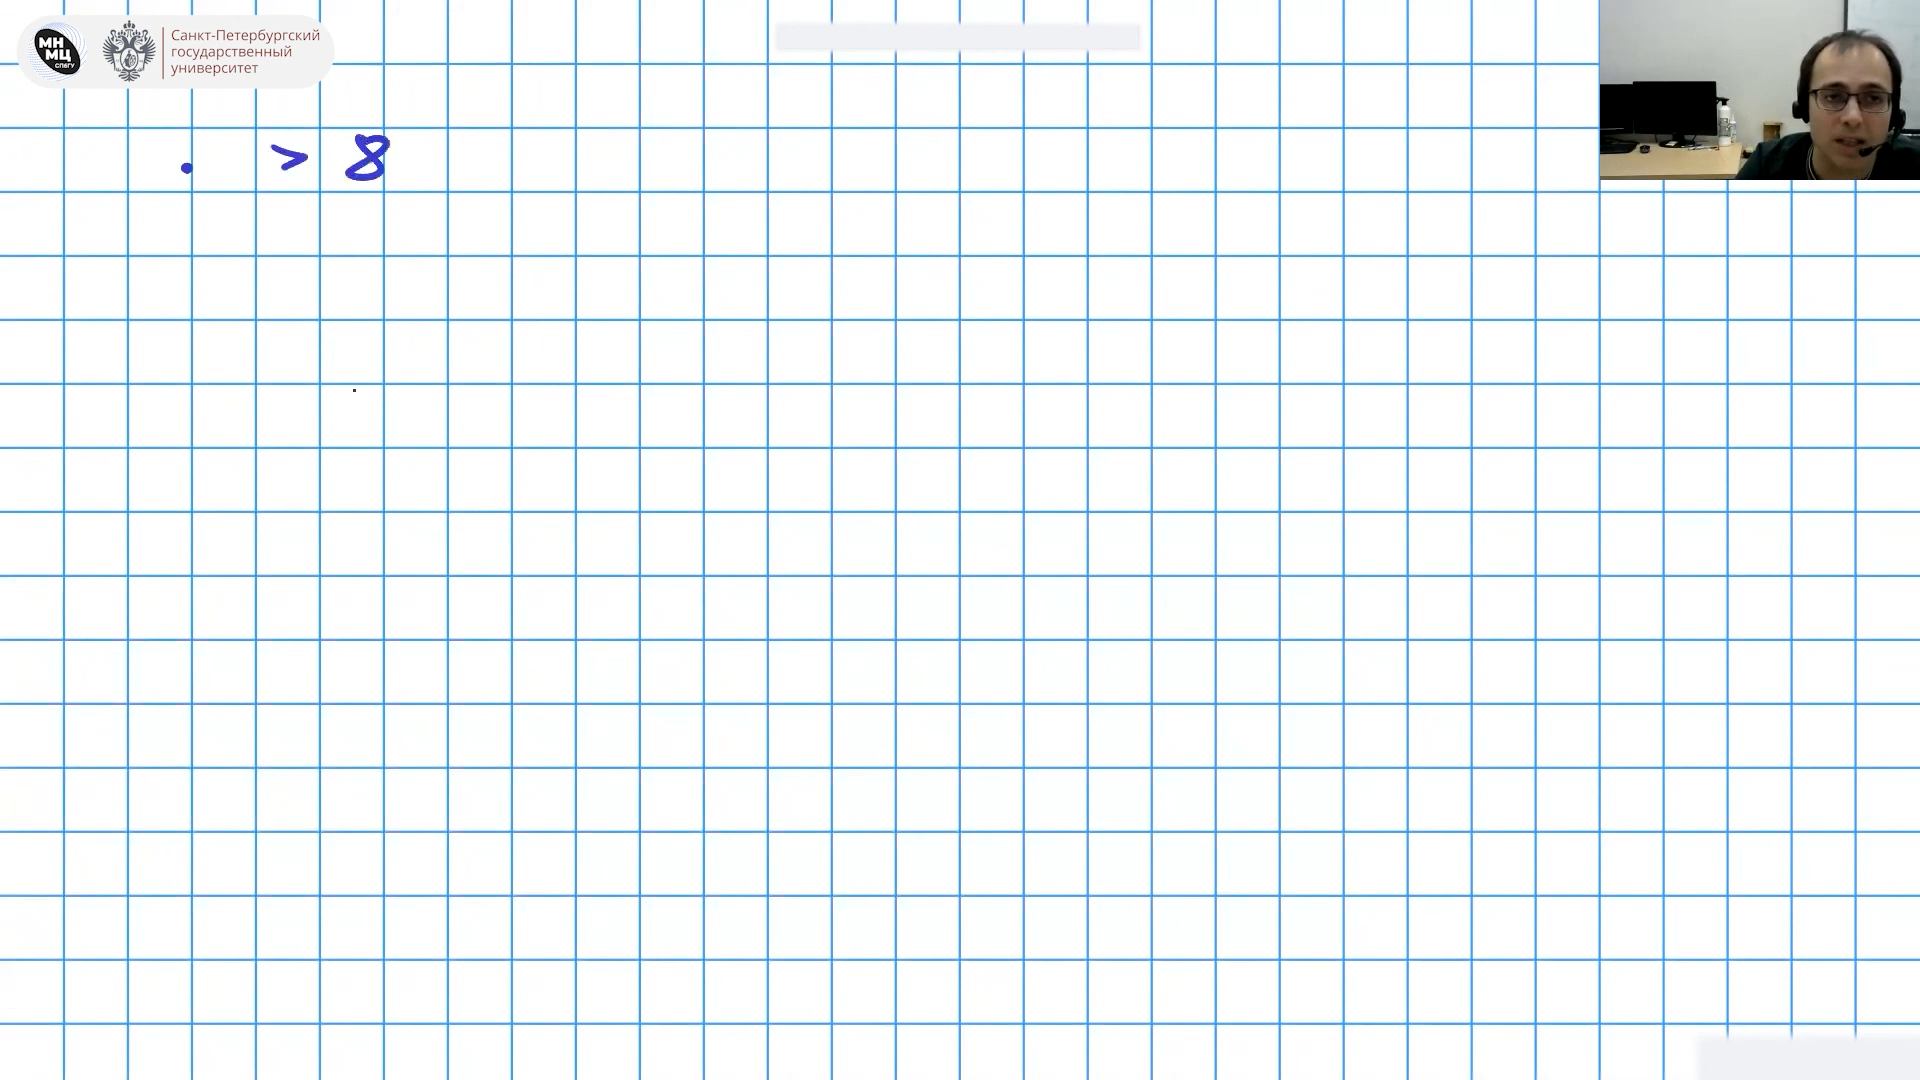 МН
МЦ
СПбГУ
Санкт-Петербургский
государственный
университет
. > 8